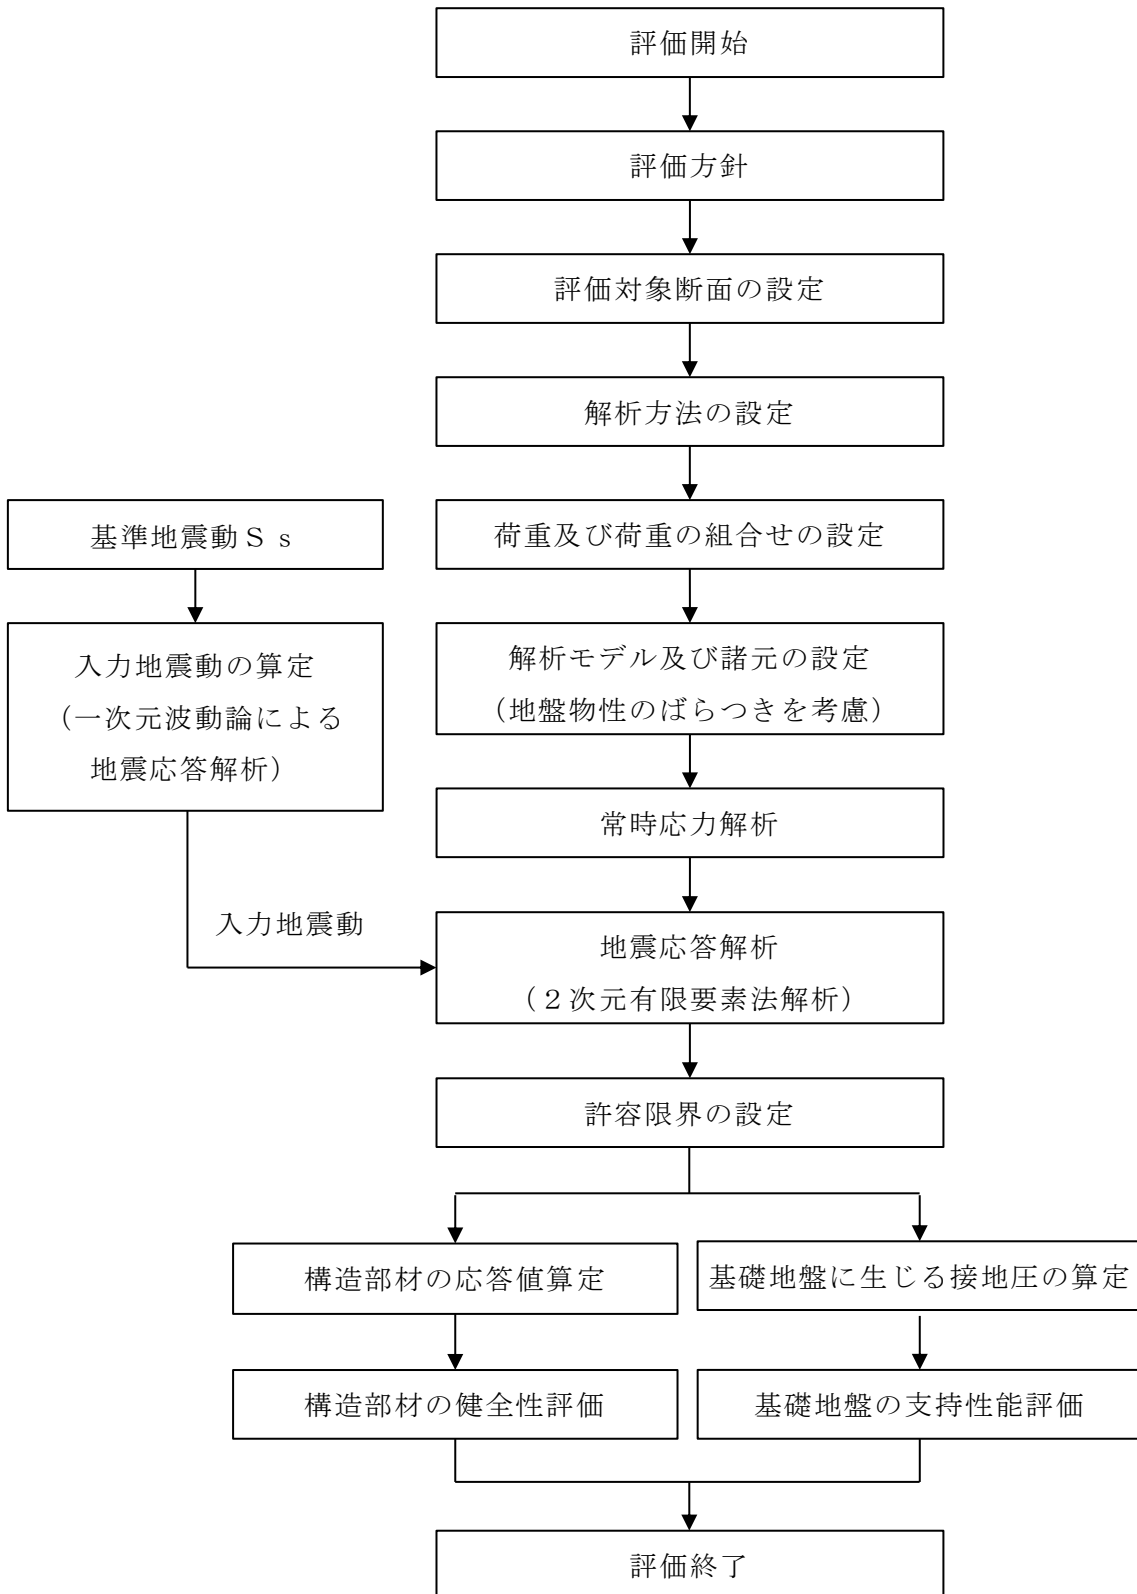 評価開始
評価方針
評価対象断面の設定
解析方法の設定
荷重及び荷重の組合せの設定
基準地震動Ｓｓ
解析モデル及び諸元の設定
（地盤物性のばらつきを考慮）
入力地震動の算定
（一次元波動論による
地震応答解析）
常時応力解析
入力地震動
地震応答解析
（２次元有限要素法解析）
許容限界の設定
構造部材の応答値算定
基礎地盤に生じる接地圧の算定
構造部材の健全性評価
基礎地盤の支持性能評価
評価終了